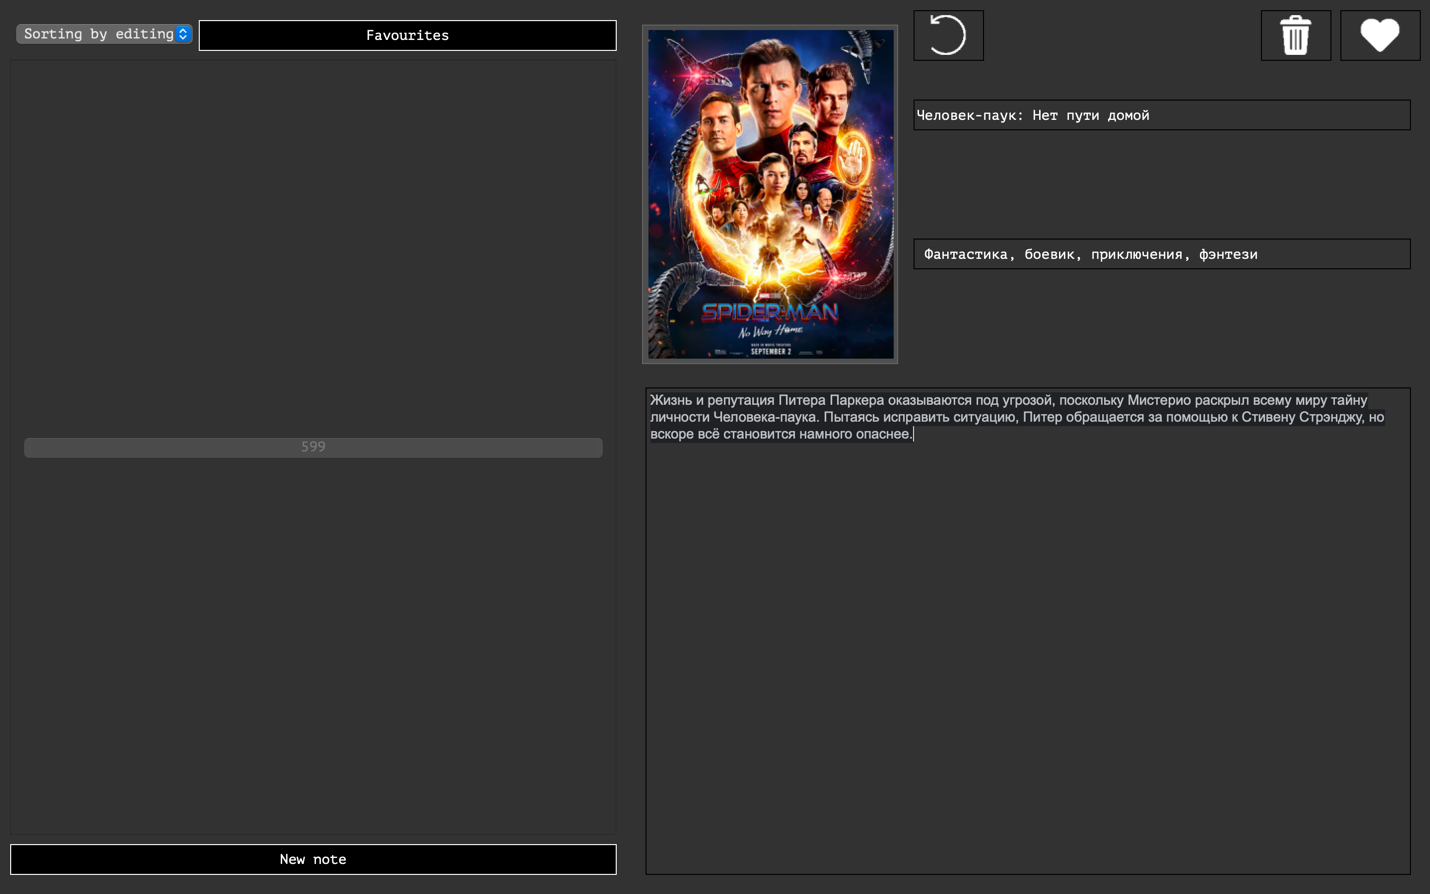 Sorting by editing
Favourites
SPIDER-MAN
No Way Home
SEPTEMBER 2
Человек-паук: Нет пути домой
Фантастика, боевик, приключения, фэнтези
Жизнь и репутация Питера Паркера оказываются под угрозой, поскольку Мистерио раскрыл всему миру тайну
личности Человека-паука. Пытаясь исправить ситуацию, Питер обращается за помощью к Стивену Стрэнджу, но
вскоре всё становится намного опаснее.
599
New note